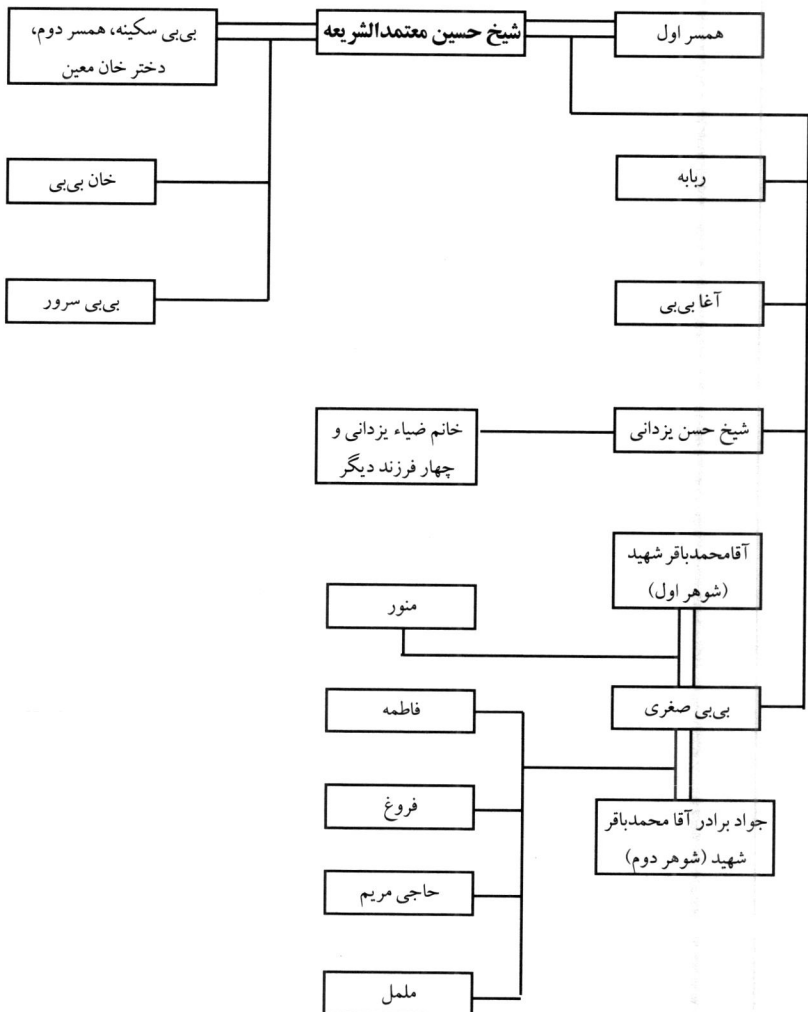 همسر اول
شیخ حسین معتمدالشریعه
بی‌بی سکینه، همسر دوم،
دختر خان معین
ربابه
خان بی‌بی
آغا بی‌بی
بی‌بی سرور
شیخ حسن یزدانی
خانم ضیاء یزدانی و
چهار فرزند دیگر
آقامحمدباقر شهید
(شوهر اول)
منور
بی‌بی صغری
فاطمه
جواد برادر آقا محمدباقر
شهید (شوهر دوم)
فروغ
حاجی مریم
ململ